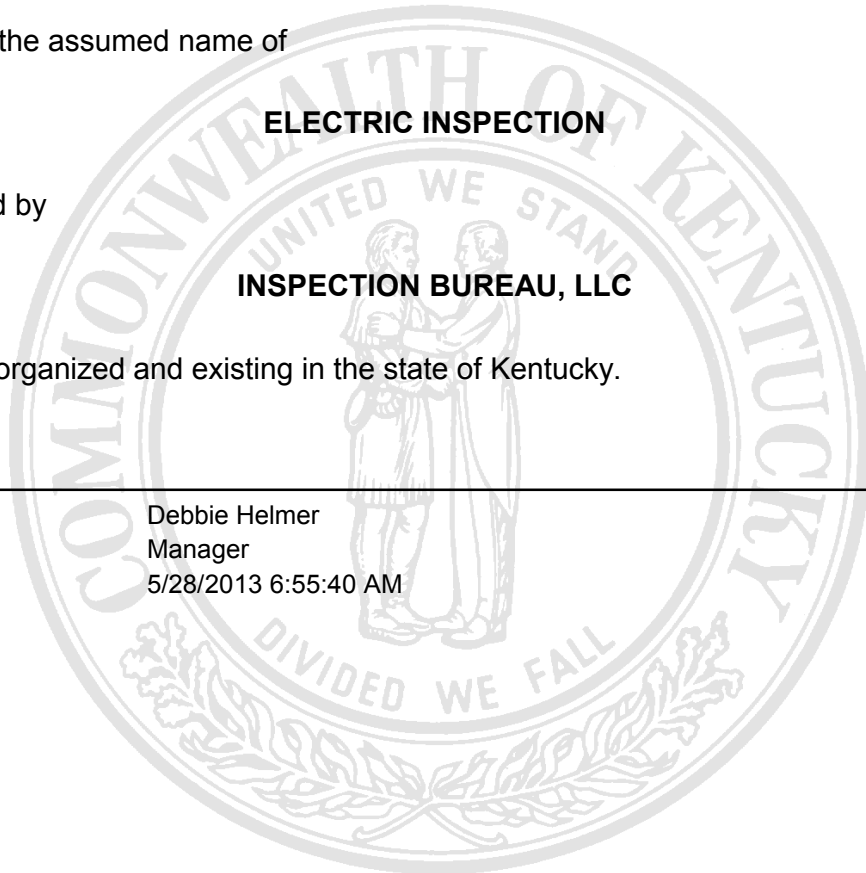 the assumed name of
ELECTRIC INSPECTION
d by
INSPECTION BUREAU, LLC
organized and existing in the state of Kentucky.
Debbie Helmer
Manager
5/28/2013 6:55:40 AM
COMMONWEALTH OF KENTUCKY
UNITED WE STAND
DIVIDED WE FALL